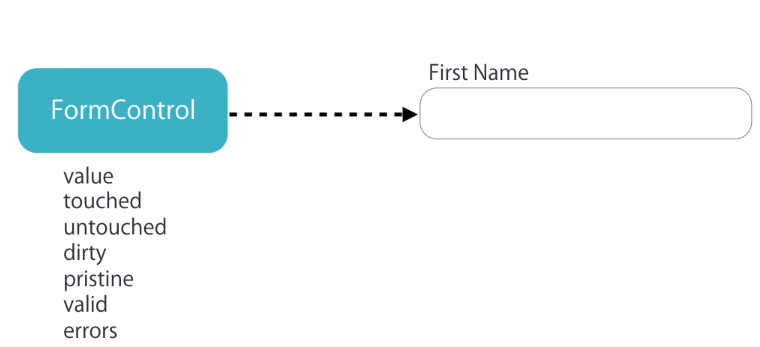 First Name
FormControl
value
touched
untouched
dirty
pristine
valid
errors